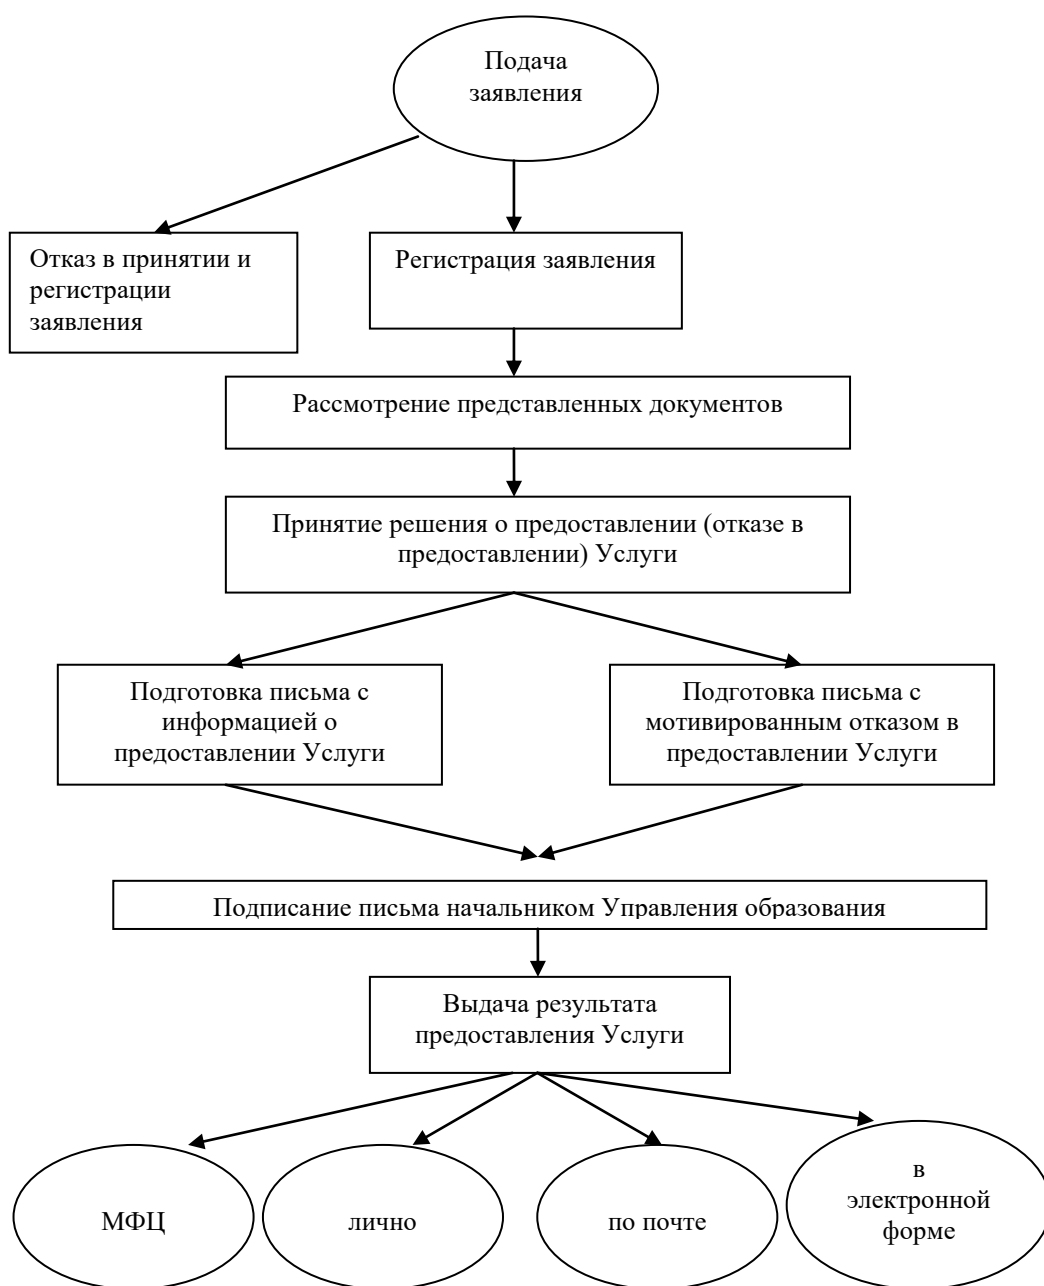 Подача
заявления
Отказ в принятии и
регистрации
заявления
Регистрация заявления
Рассмотрение представленных документов
Принятие решения о предоставлении (отказе в
предоставлении) Услуги
Подготовка письма с
информацией о
предоставлении Услуги
Подготовка письма с
мотивированным отказом в
предоставлении Услуги
Подписание письма начальником Управления образования
Выдача результата
предоставления Услуги
МФЦ
лично
по почте
в
электронной
форме